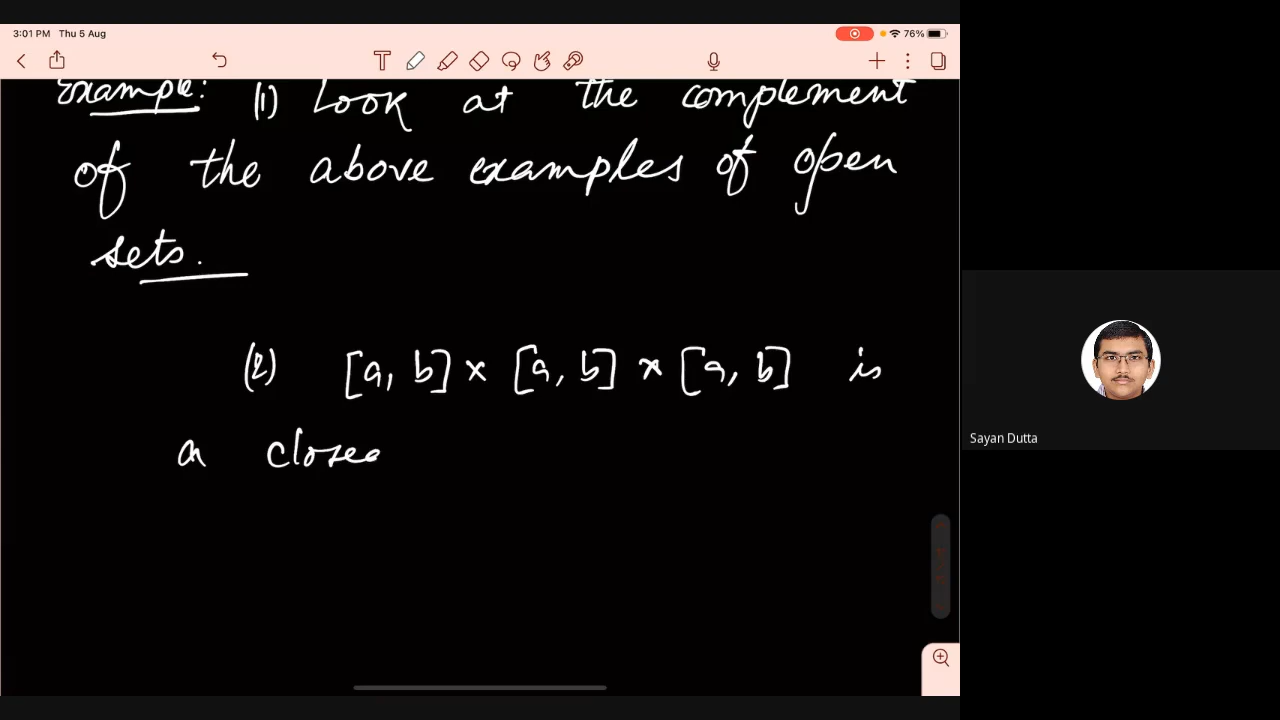 3:01 PM Thu 5 Aug
76%
Example: (1) Look at the complement
of the above examples of open
sets.
(2) [a, b] × [a, b] × [a, b] is
a close
Sayan Dutta